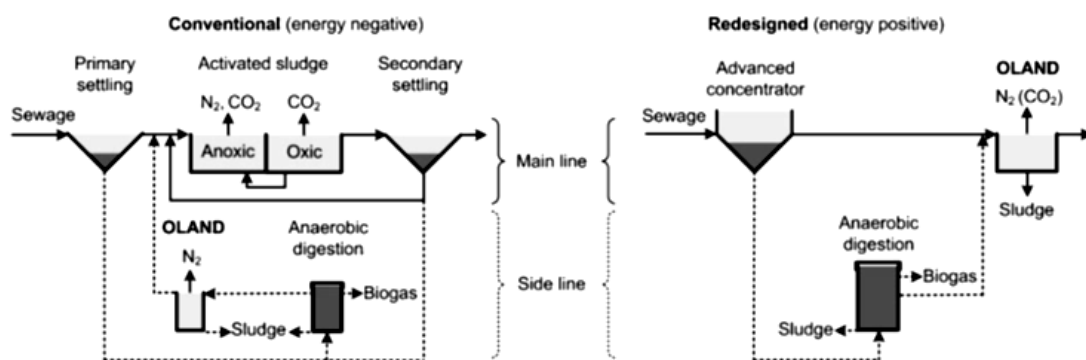 Conventional (energy negative)
Primary settling
Activated sludge
Secondary settling
Sewage
N₂, CO₂
CO₂
Anoxic
Oxic
OLAND
N₂
Anaerobic digestion
Biogas
Sludge
Main line
Side line
Redesigned (energy positive)
Advanced concentrator
Sewage
OLAND
N₂ (CO₂)
Sludge
Anaerobic digestion
Biogas
Sludge